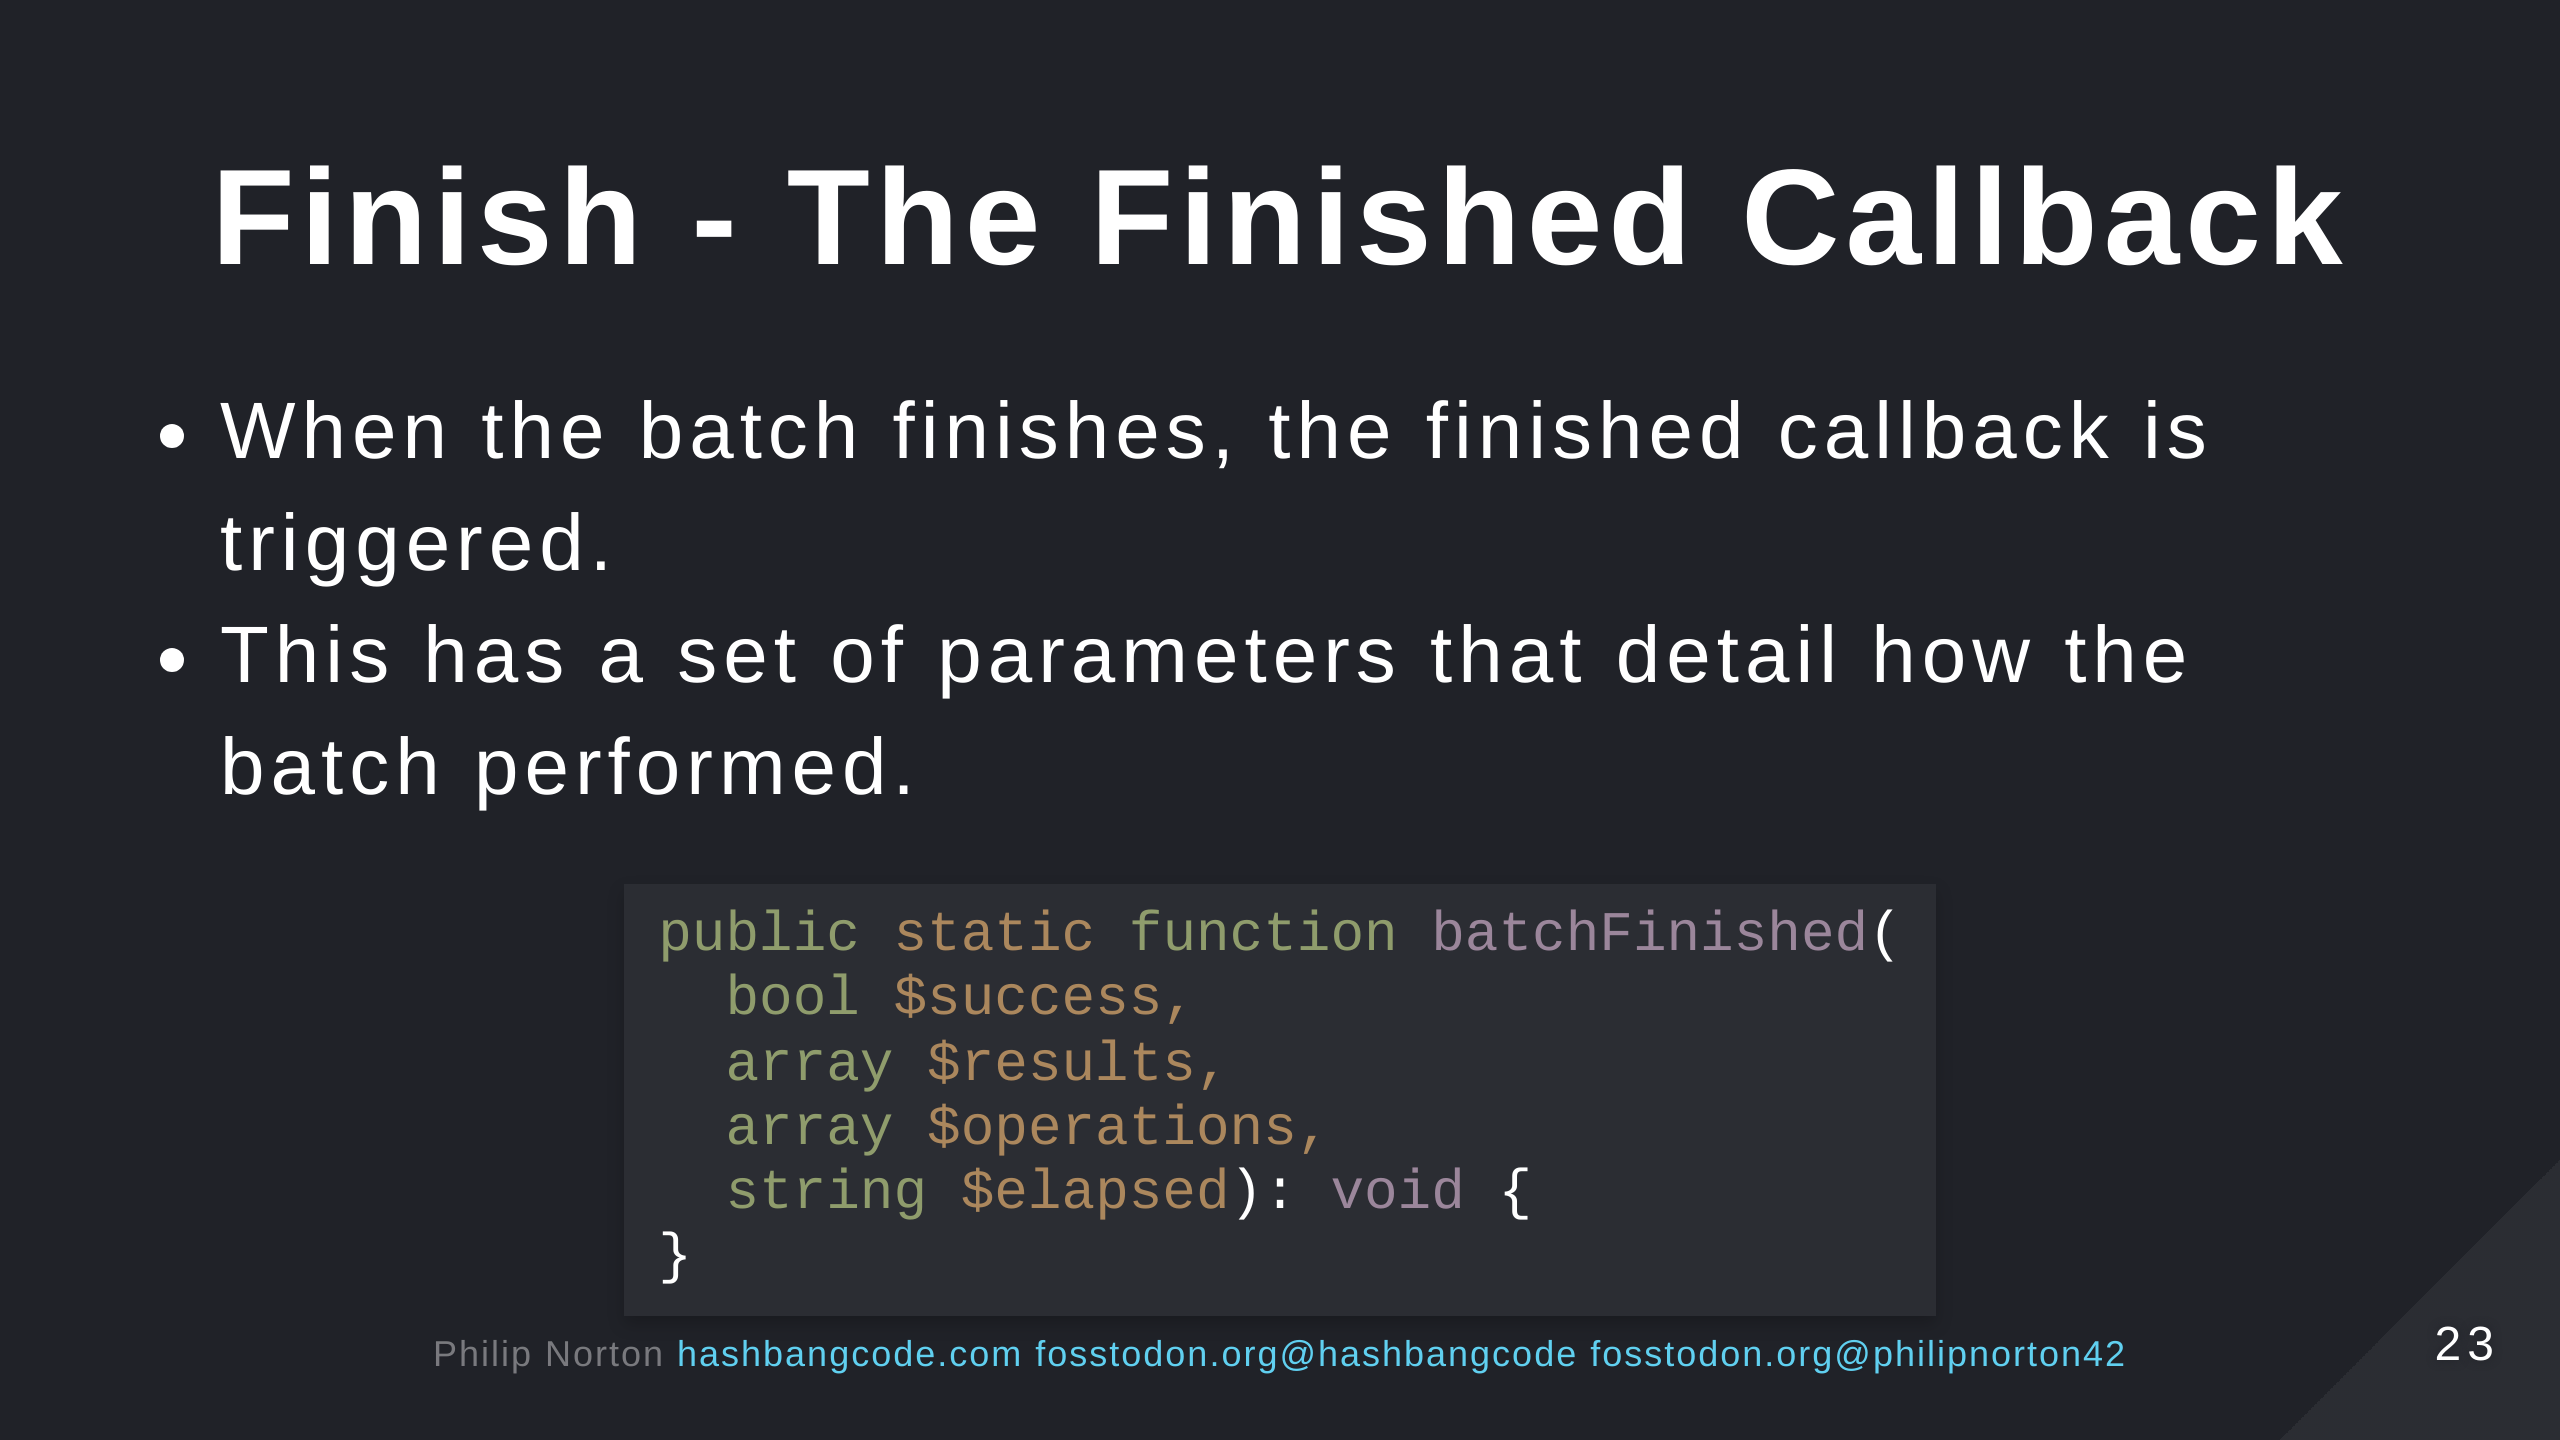 Finish - The Finished Callback
• When the batch finishes, the finished callback is
triggered.
• This has a set of parameters that detail how the
batch performed.
public static function batchFinished(
  bool $success,
  array $results,
  array $operations,
  string $elapsed): void {
}
Philip Norton hashbangcode.com fosstodon.org@hashbangcode fosstodon.org@philipnorton42
23